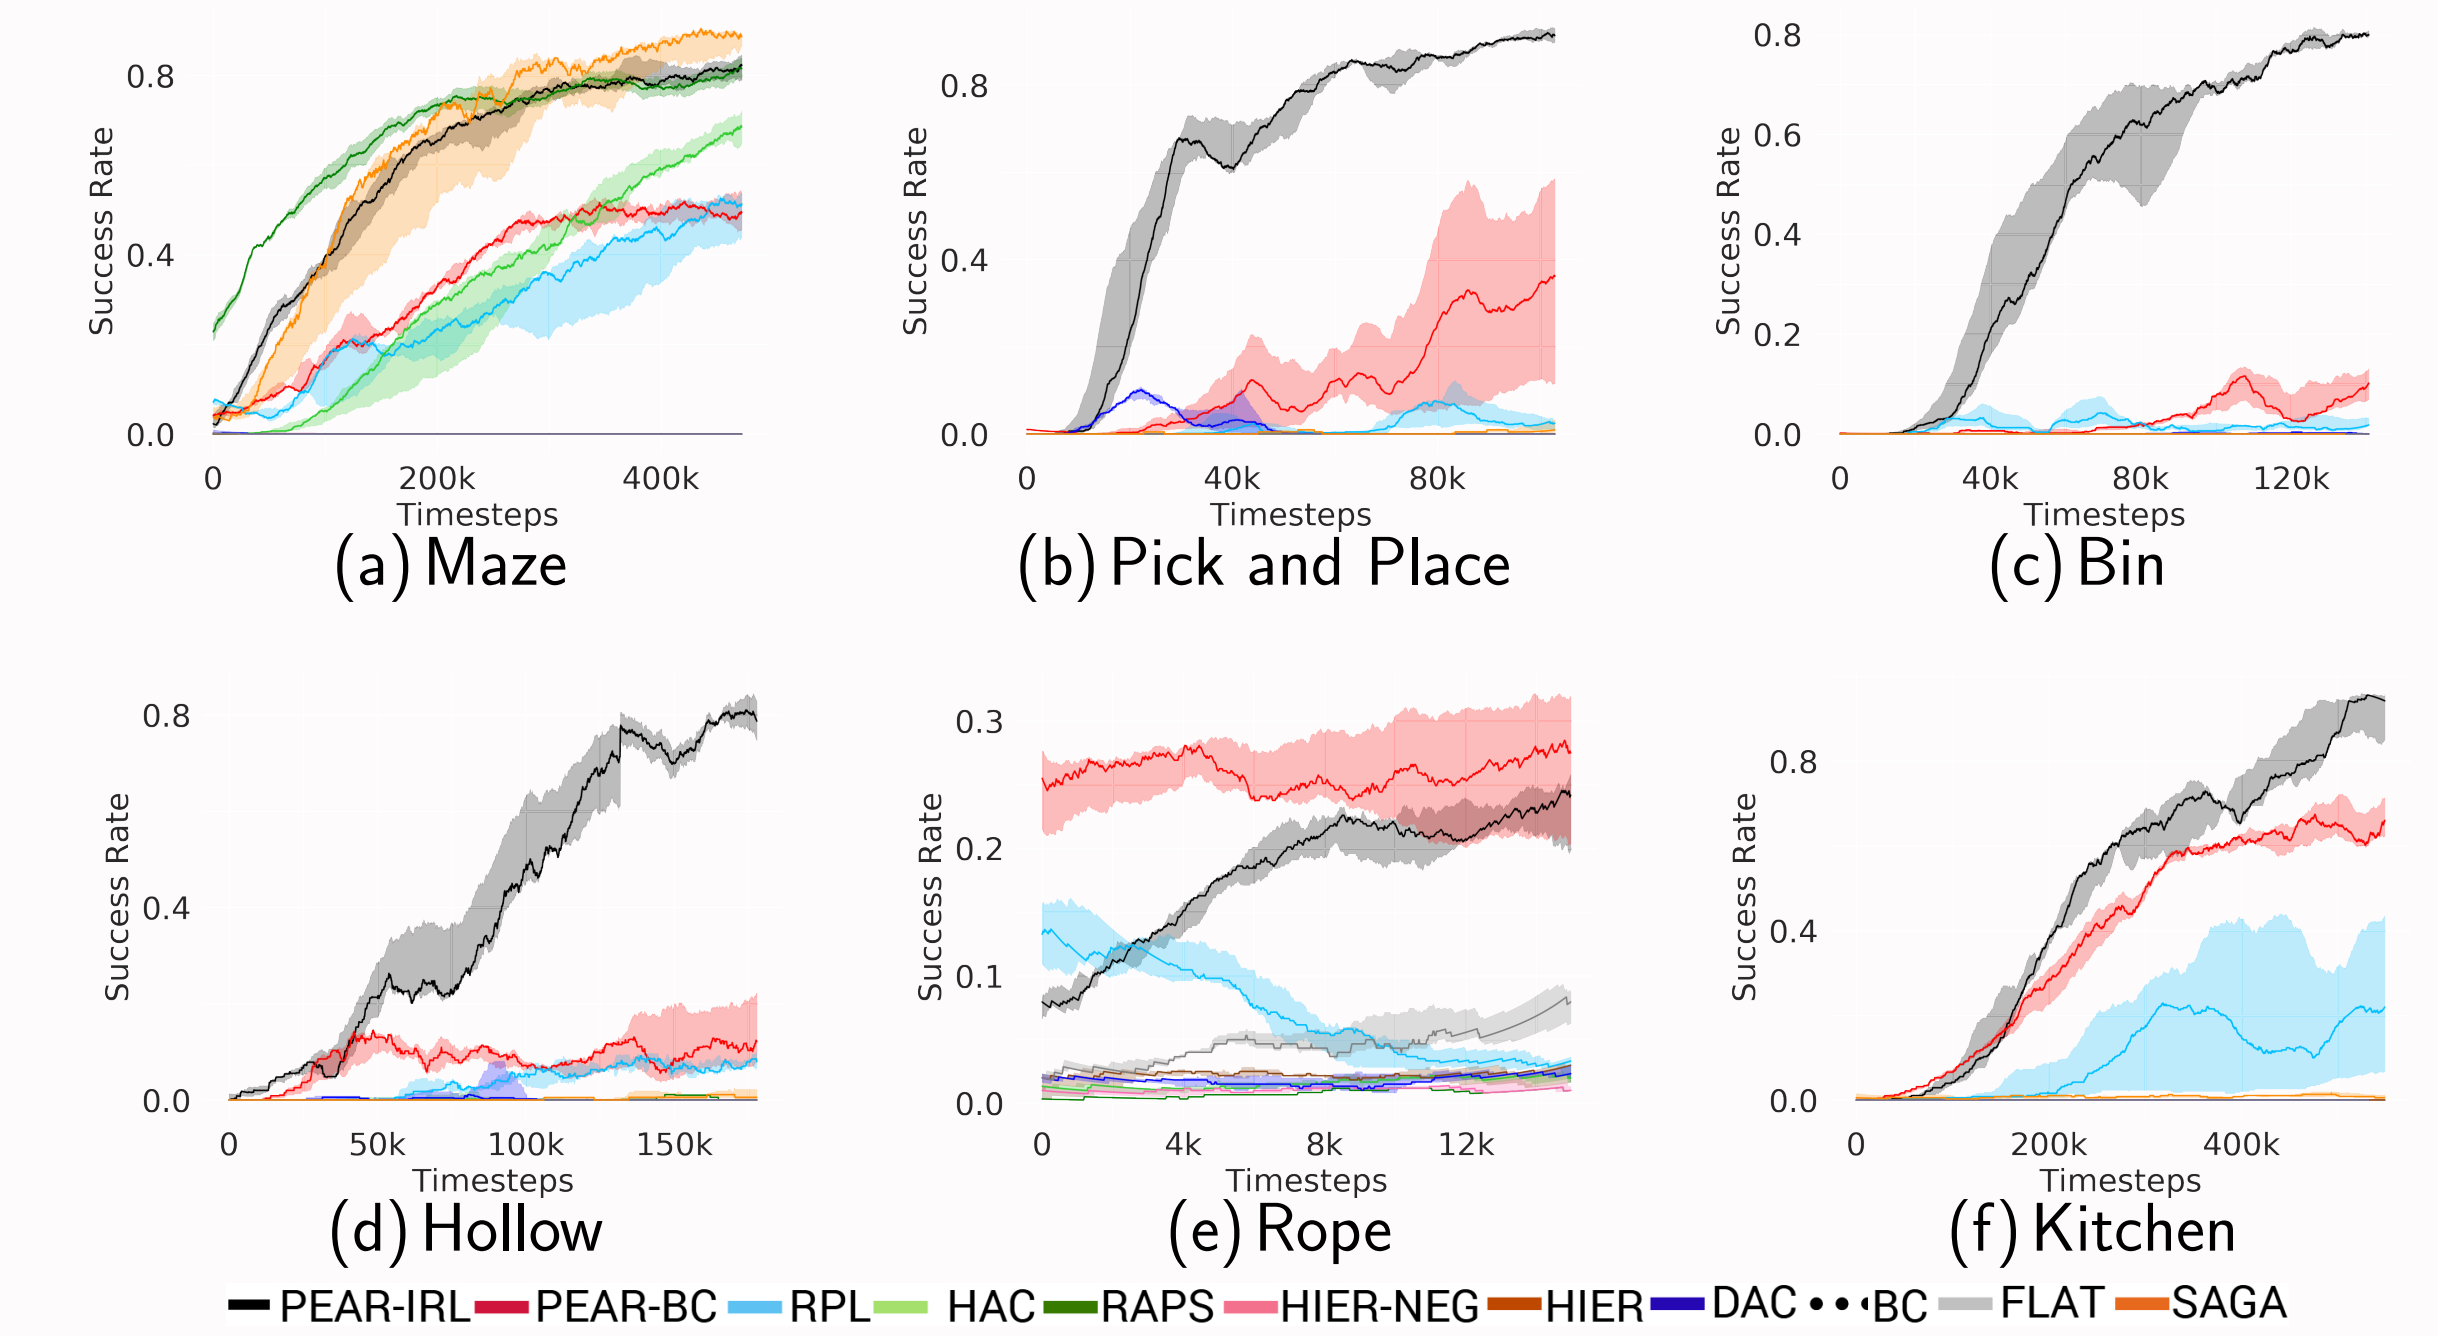 Success Rate
0.8
0.4
0.0
0 200k 400k
Timesteps
(a) Maze
Success Rate
0.8
0.4
0.0
0 40k 80k
Timesteps
(b) Pick and Place
Success Rate
0.8
0.6
0.4
0.2
0.0
0 40k 80k 120k
Timesteps
(c) Bin
Success Rate
0.8
0.4
0.0
0 50k 100k 150k
Timesteps
(d) Hollow
Success Rate
0.3
0.2
0.1
0.0
0 4k 8k 12k
Timesteps
(e) Rope
Success Rate
0.8
0.4
0.0
0 200k 400k
Timesteps
(f) Kitchen
PEAR-IRL PEAR-BC RPL HAC RAPS HIER-NEG HIER DAC BC FLAT SAGA